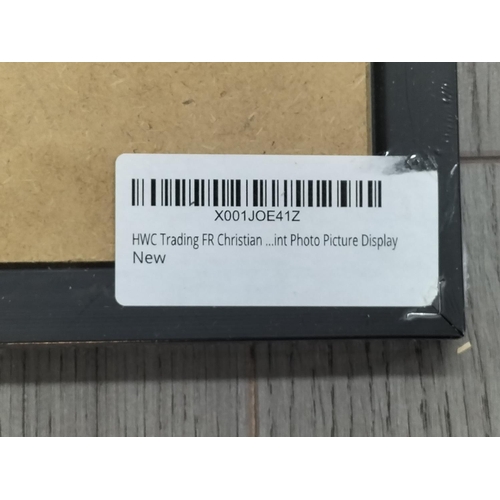 X001JOE41Z
HWC Trading FR Christian ...int Photo Picture Display
New